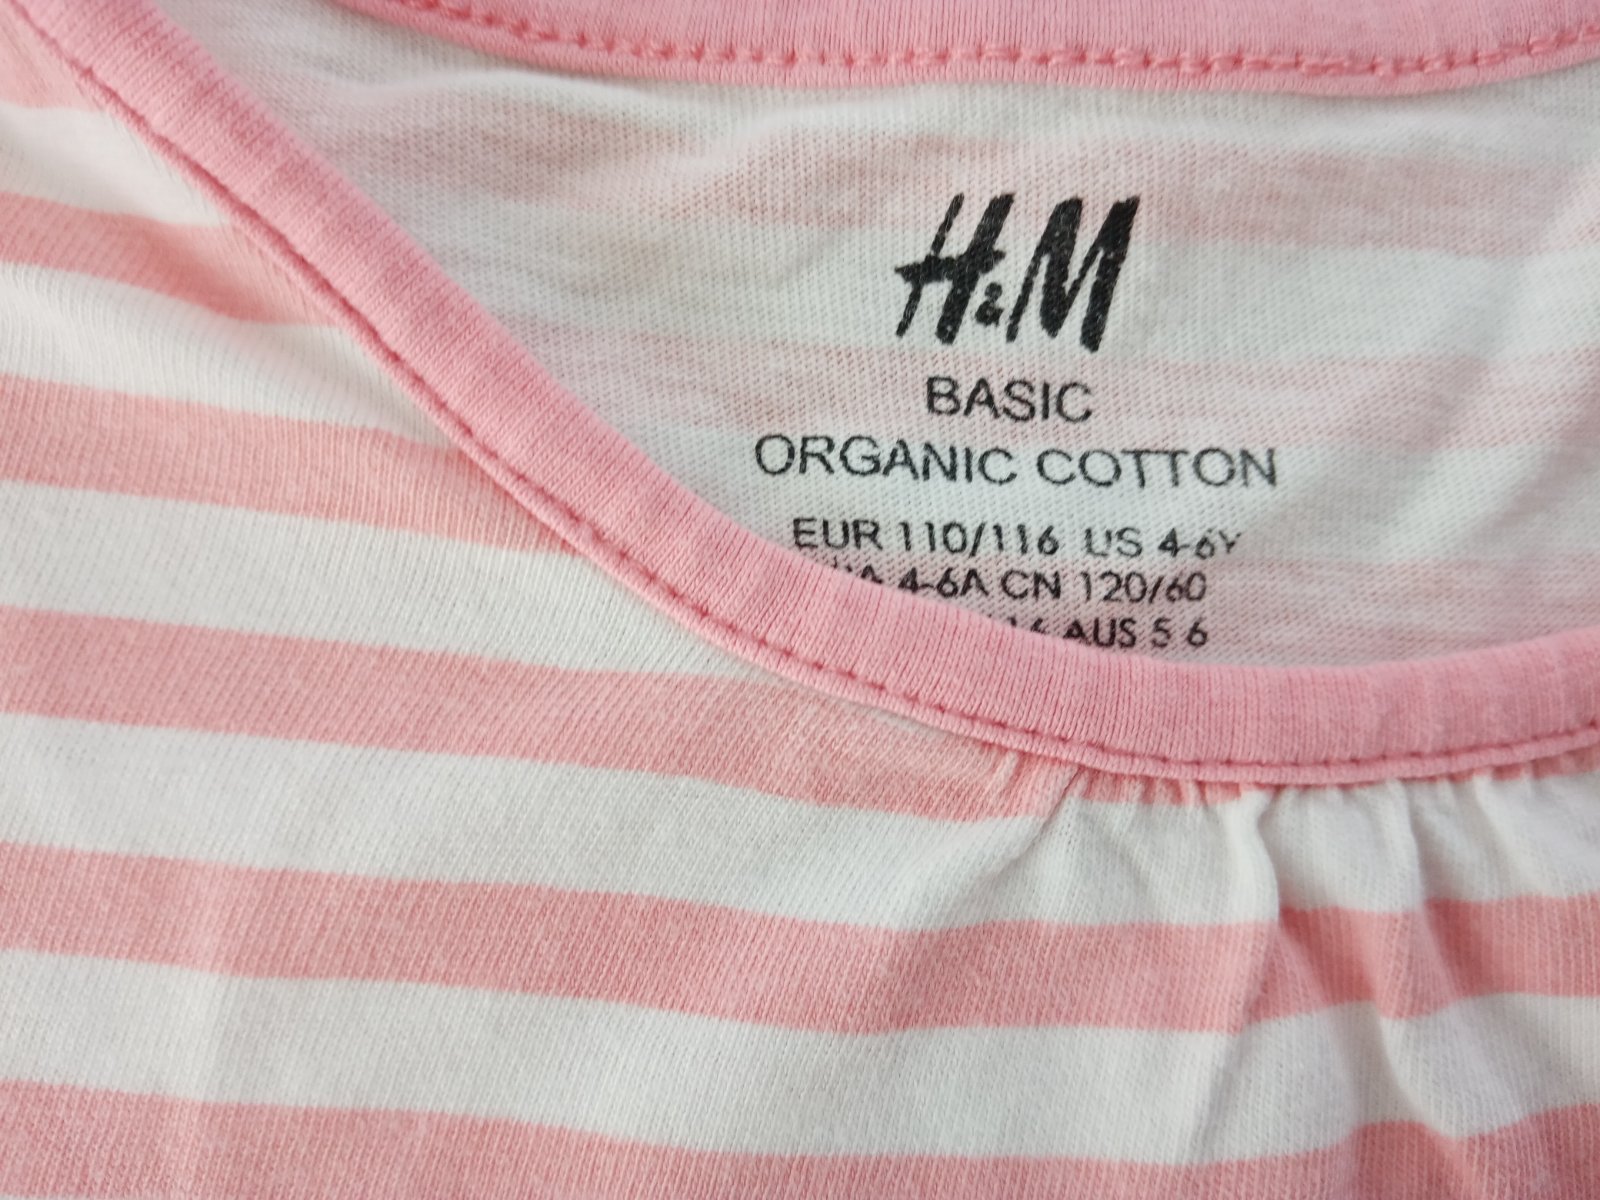 H&M
BASIC
ORGANIC COTTON
EUR 110/116 US 4-6Y
4-6A CN 120/60
AUS 5 6